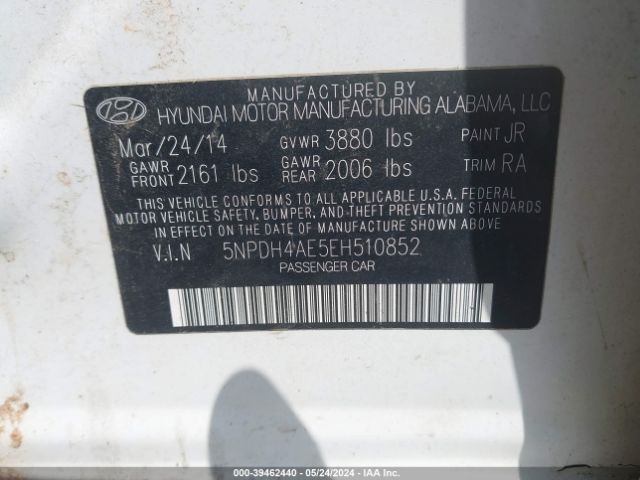 MANUFACTURED BY
HYUNDAI MOTOR MANUFACTURING ALABAMA, LLC
Mar/24/14 GVWR 3880 lbs PAINT JR
GAWR FRONT 2161 lbs GAWR REAR 2006 lbs TRIM RA
THIS VEHICLE CONFORMS TO ALL APPLICABLE U.S.A. FEDERAL
MOTOR VEHICLE SAFETY, BUMPER, AND THEFT PREVENTION
STANDARDS IN EFFECT ON THE DATE OF MANUFACTURE SHOWN ABOVE.
V.I.N 5NPDH4AE5EH510852
PASSENGER CAR
000-39462440 - 05/24/2024 - IAA Inc.